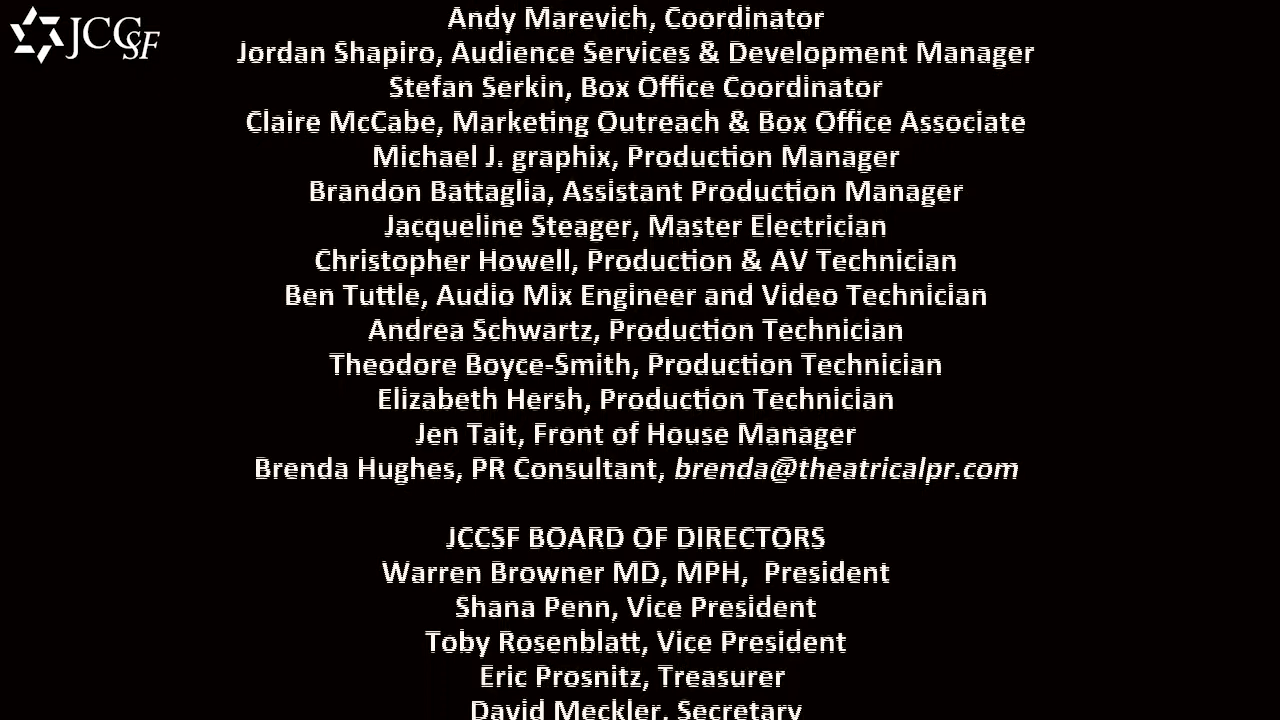 JCCSF
Andy Marevich, Coordinator
Jordan Shapiro, Audience Services & Development Manager
Stefan Serkin, Box Office Coordinator
Claire McCabe, Marketing Outreach & Box Office Associate
Michael J. graphix, Production Manager
Brandon Battaglia, Assistant Production Manager
Jacqueline Steager, Master Electrician
Christopher Howell, Production & AV Technician
Ben Tuttle, Audio Mix Engineer and Video Technician
Andrea Schwartz, Production Technician
Theodore Boyce-Smith, Production Technician
Elizabeth Hersh, Production Technician
Jen Tait, Front of House Manager
Brenda Hughes, PR Consultant, brenda@theatricalpr.com
JCCSF BOARD OF DIRECTORS
Warren Browner MD, MPH,  President
Shana Penn, Vice President
Toby Rosenblatt, Vice President
Eric Prosnitz, Treasurer
David Meckler, Secretary